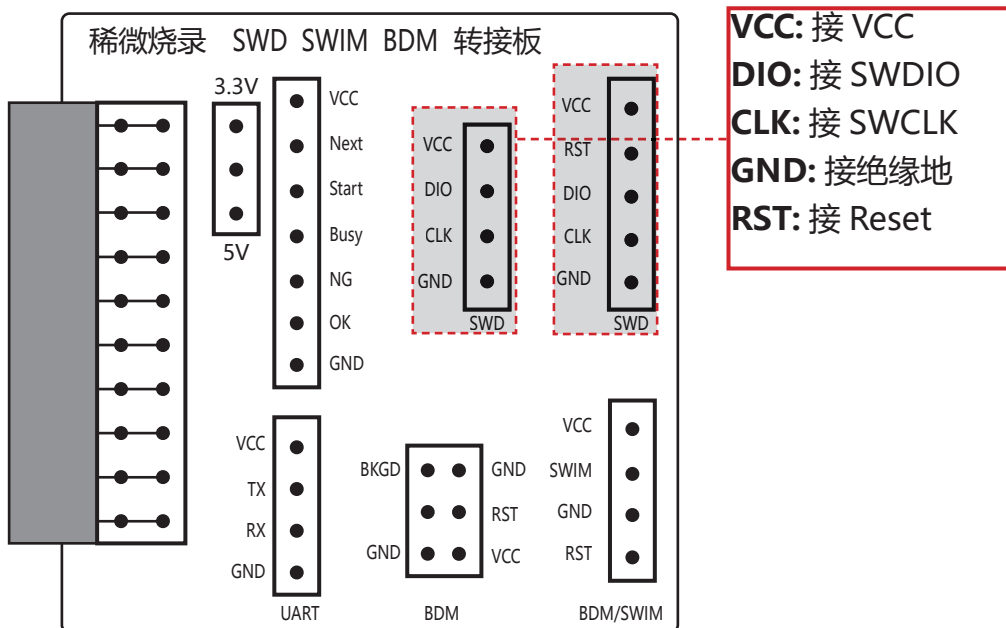 稀微烧录 SWD SWIM BDM 转接板
3.3V
5V
VCC
Next
Start
Busy
NG
OK
GND
VCC
DIO
CLK
GND
SWD
VCC
RST
DIO
CLK
GND
SWD
VCC: 接 VCC
DIO: 接 SWDIO
CLK: 接 SWCLK
GND: 接绝缘地
RST: 接 Reset
VCC
TX
RX
GND
UART
BKGD
GND
GND
RST
VCC
BDM
VCC
SWIM
GND
RST
BDM/SWIM